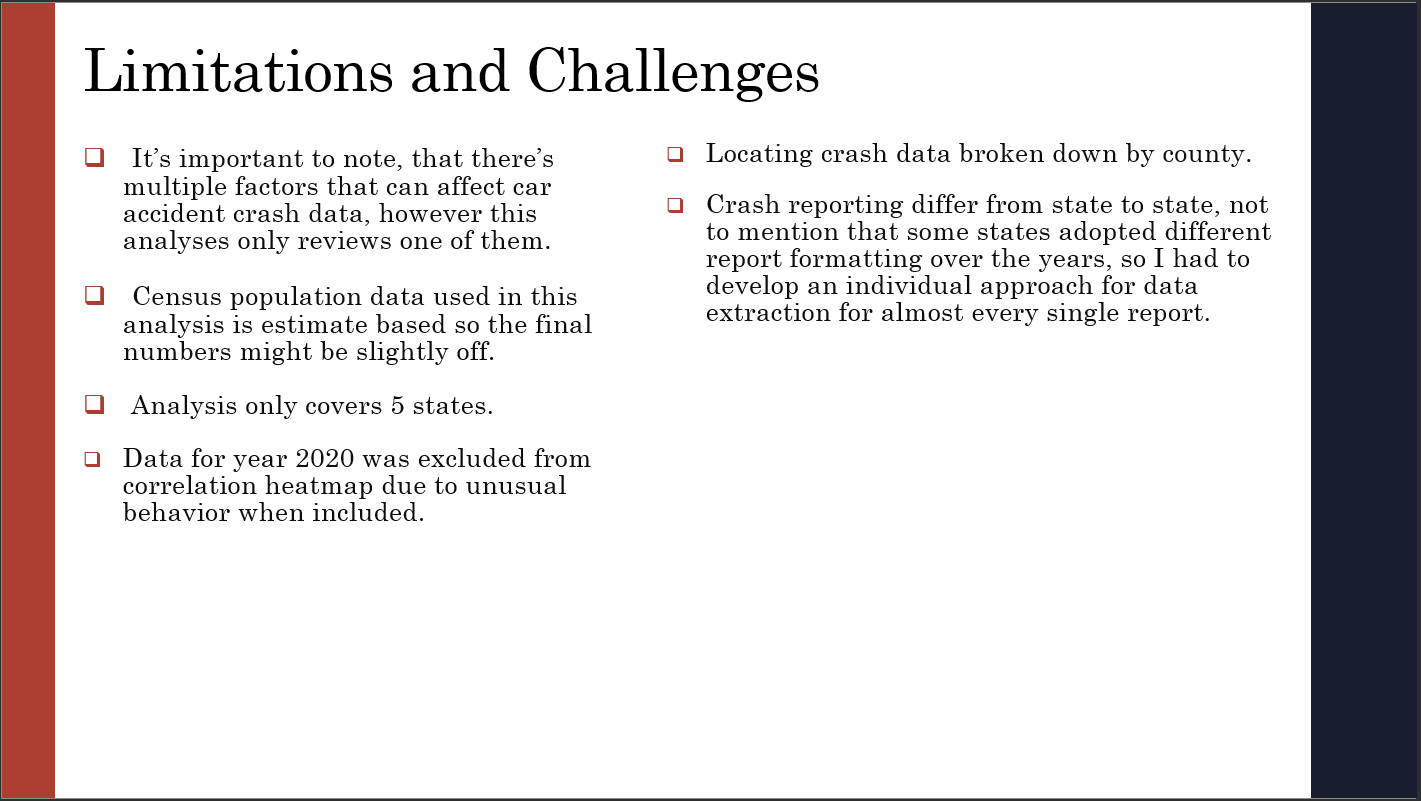 Limitations and Challenges
It’s important to note, that there’s
multiple factors that can affect car
accident crash data, however this
analyses only reviews one of them.
Census population data used in this
analysis is estimate based so the final
numbers might be slightly off.
Analysis only covers 5 states.
Data for year 2020 was excluded from
correlation heatmap due to unusual
behavior when included.
Locating crash data broken down by county.
Crash reporting differ from state to state, not
to mention that some states adopted different
report formatting over the years, so I had to
develop an individual approach for data
extraction for almost every single report.